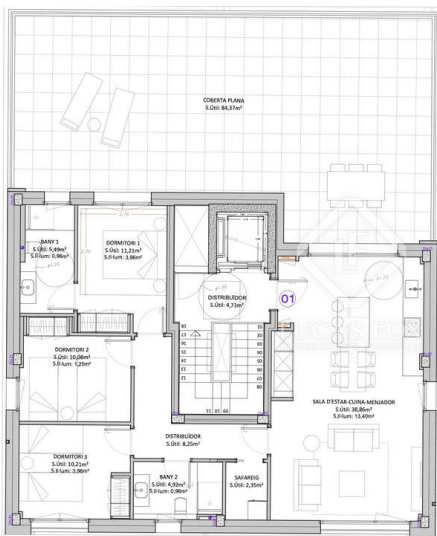 COBERTA PLANA
S.Útil: 84,37m²
BANY 1
S.Útil: 5,49m²
S.Il·lum: 0,96m²
DORMITORI 1
S.Útil: 11,21m²
S.Il·lum: 3,96m²
DISTRIBUÏDOR
S.Útil: 4,73m²
01
DORMITORI 2
S.Útil: 10,08m²
S.Il·lum: 1,20m²
SALA D'ESTAR-CUINA-MENJADOR
S.Útil: 38,86m²
S.Il·lum: 13,40m²
DISTRIBUÏDOR
S.Útil: 8,25m²
DORMITORI 3
S.Útil: 10,21m²
S.Il·lum: 3,96m²
BANY 2
S.Útil: 4,92m²
S.Il·lum: 0,96m²
SAFAREIG
S.Útil: 2,35m²